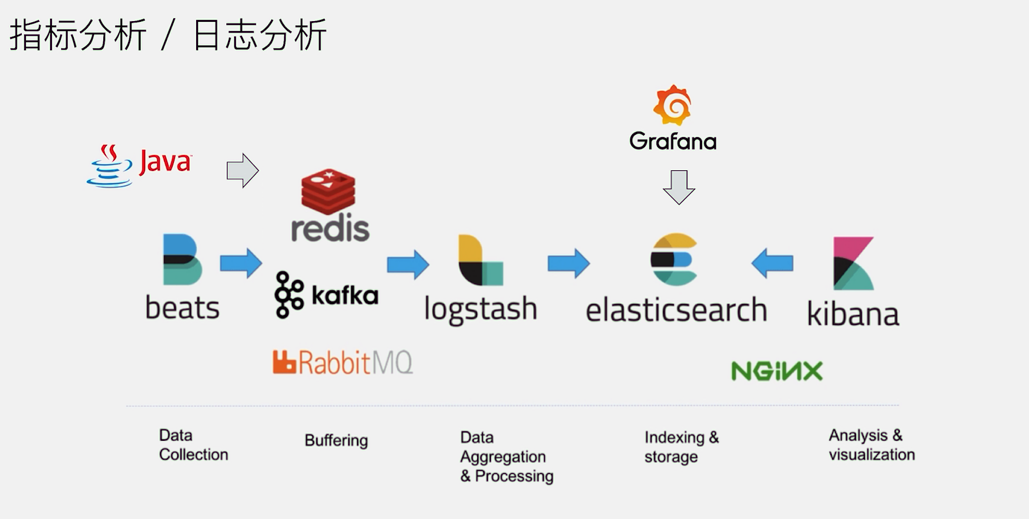 指标分析 / 日志分析
Grafana
Java
redis
beats
kafka
logstash
elasticsearch
kibana
RabbitMQ
NGINX
Data
Collection
Buffering
Data
Aggregation
& Processing
Indexing &
storage
Analysis &
visualization